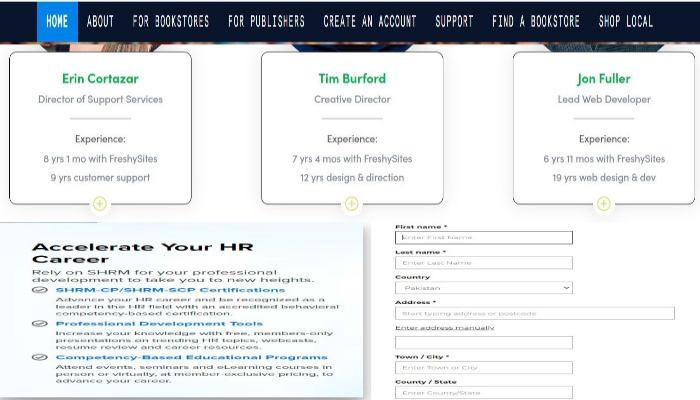 HOME ABOUT FOR BOOKSTORES FOR PUBLISHERS CREATE AN ACCOUNT SUPPORT FIND A BOOKSTORE SHOP LOCAL
Erin Cortazar
Director of Support Services
Experience:
8 yrs 1 mo with FreshySites
9 yrs customer support
Tim Burford
Creative Director
Experience:
7 yrs 4 mos with FreshySites
12 yrs design & direction
Jon Fuller
Lead Web Developer
Experience:
6 yrs 11 mos with FreshySites
19 yrs web design & dev
Accelerate Your HR
Career
Rely on SHRM for your professional
development to take you to new heights.
SHRM-CP/SHRM-SCP Certifications
Advance your HR career and be recognized as a
leader in the HR field with an accredited behavioral
competency-based certification.
Professional Development Tools
Increase your knowledge with free, members-only
presentations on trending HR topics, webcasts,
resume review and career resources.
Competency-Based Educational Programs
Attend events, seminars and eLearning courses in
person or virtually, at member-exclusive pricing, to
advance your career.
First name *
Enter First Name
Last name *
Enter Last Name
Country
Pakistan
Address *
Start typing address or postcode
Enter address manually
Town / City *
Enter Town or City
County / State
Enter County/State